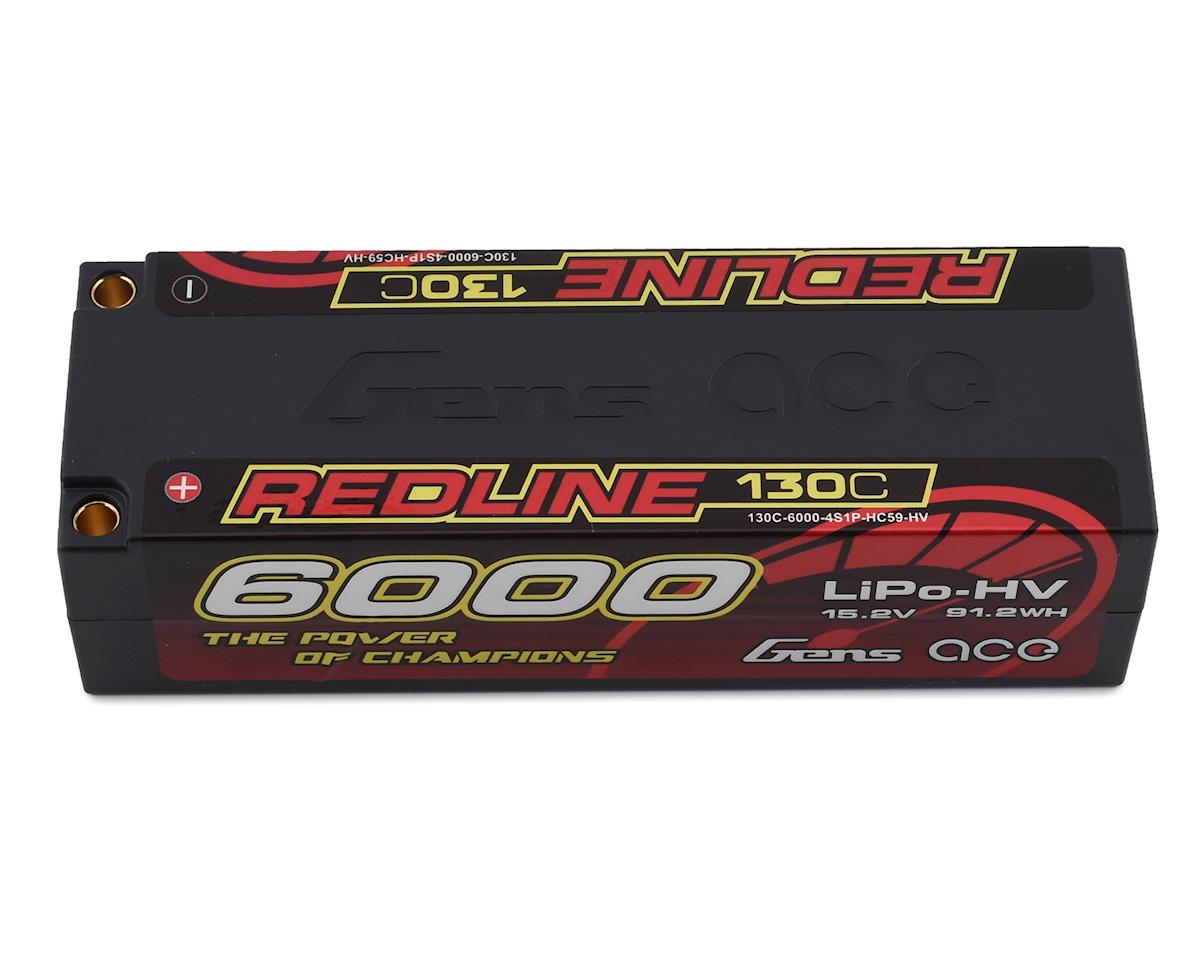 130C-6000-4S1P-HC59-HV
REDLINE 130C
−
Gens ace
+
REDLINE 130C
130C-6000-4S1P-HC59-HV
6000
LiPo-HV
15.2V 91.2WH
THE POWER
OF CHAMPIONS
Gens ace